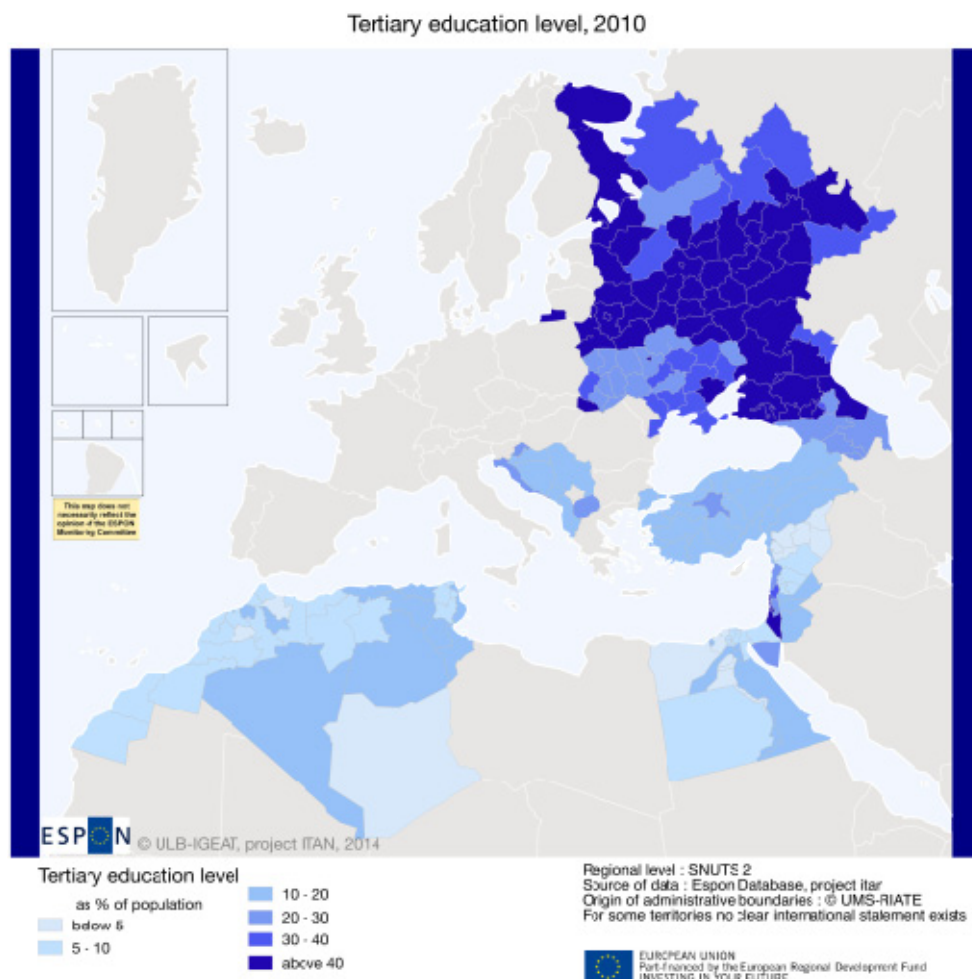 Tertiary education level, 2010
This map does not
necessarily reflect the
opinion of the ESPON
Monitoring Committee
ESPON © ULB-IGEAT, project ITAN, 2014
Tertiary education level
as % of population
below 5
5 - 10
10 - 20
20 - 30
30 - 40
above 40
Regional level : SNUTS 2
Source of data : Espon Database, project itan
Origin of administrative boundaries : © UMS-RIATE
For some territories no clear international statement exists
EUROPEAN UNION
Part-financed by the European Regional Development Fund
INVESTING IN YOUR FUTURE